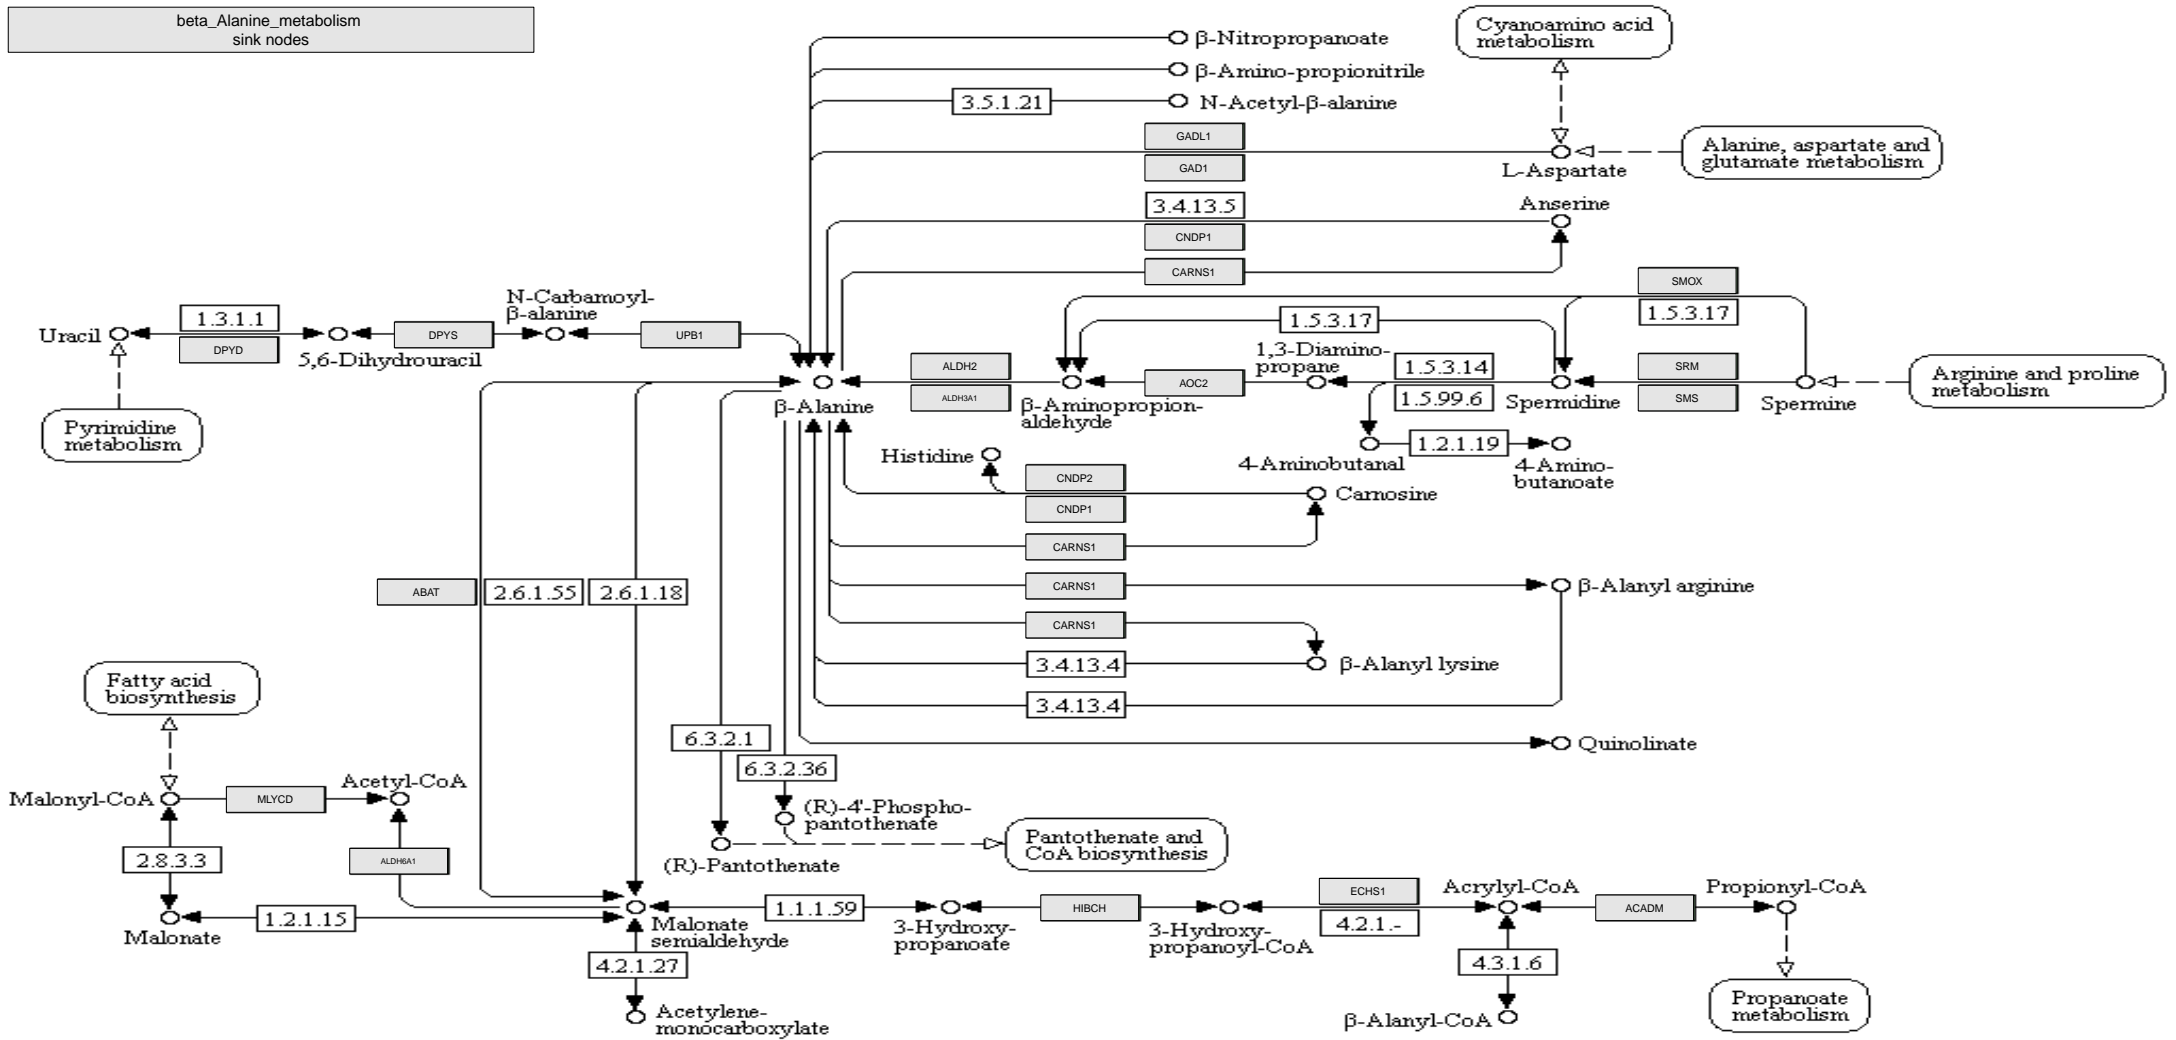 beta_Alanine_metabolism
sink nodes
β-Nitropropanoate
Cyanoamino acid
metabolism
β-Amino-propionitrile
3.5.1.21
N-Acetyl-β-alanine
GADL1
Alanine, aspartate and
glutamate metabolism
GAD1
L-Aspartate
3.4.13.5
Anserine
CNDP1
CARNS1
SMOX
1.5.3.17
N-Carbamoyl-
β-alanine
1.3.1.1
Uracil
DPYD
5,6-Dihydrouracil
DPYS
UPB1
1.5.3.17
1,3-Diamino-
propane
ALDH2
1.5.3.14
SRM
Arginine and proline
metabolism
AOC2
β-Alanine
ALDH3A1
β-Aminopropion-
aldehyde
1.5.99.6
Spermidine
SMS
Spermine
Pyrimidine
metabolism
Histidine
4-Aminobutanal
1.2.1.19
4-Amino-
butanoate
CNDP2
CNDP1
Carnosine
CARNS1
ABAT
2.6.1.55
2.6.1.18
CARNS1
β-Alanyl arginine
CARNS1
3.4.13.4
β-Alanyl lysine
Fatty acid
biosynthesis
3.4.13.4
6.3.2.1
Quinolinate
6.3.2.36
Malonyl-CoA
MLYCD
Acetyl-CoA
(R)-4'-Phospho-
pantothenate
Pantothenate and
CoA biosynthesis
2.8.3.3
ALDH6A1
(R)-Pantothenate
Malonate
1.2.1.15
Malonate
semialdehyde
1.1.1.59
3-Hydroxy-
propanoate
HIBCH
3-Hydroxy-
propanoyl-CoA
ECHS1
4.2.1.-
Acrylyl-CoA
ACADM
Propionyl-CoA
4.2.1.27
4.3.1.6
Acetylene-
monocarboxylate
β-Alanyl-CoA
Propanoate
metabolism